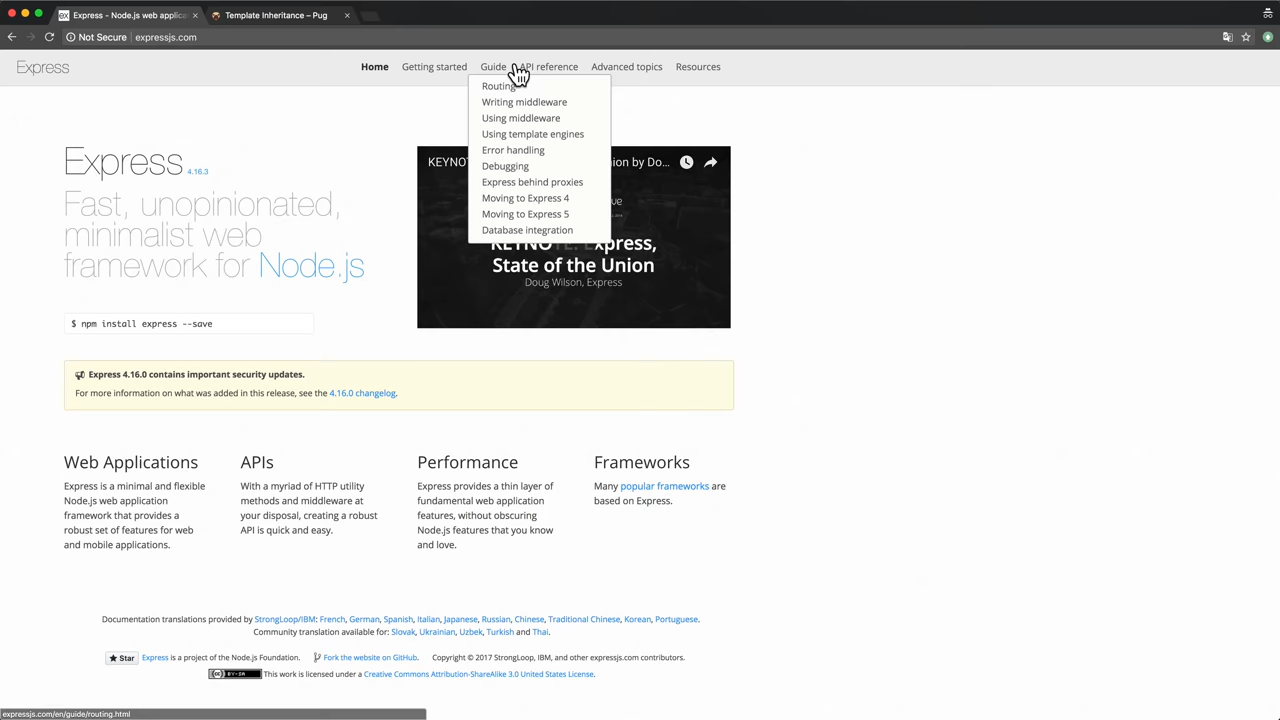 Express - Node.js web applica
Template Inheritance – Pug
Not Secure
expressjs.com
Express
Home
Getting started
Guide
API reference
Advanced topics
Resources
Routing
Writing middleware
Using middleware
Using template engines
Error handling
Debugging
Express behind proxies
Moving to Express 4
Moving to Express 5
Database integration
Express 4.16.3
Fast, unopinionated,
minimalist web
framework for Node.js
$ npm install express --save
ion by Do...
KEYNOTE: Express,
State of the Union
Doug Wilson, Express
Express 4.16.0 contains important security updates.
For more information on what was added in this release, see the 4.16.0 changelog.
Web Applications
Express is a minimal and flexible
Node.js web application
framework that provides a
robust set of features for web
and mobile applications.
APIs
With a myriad of HTTP utility
methods and middleware at
your disposal, creating a robust
API is quick and easy.
Performance
Express provides a thin layer of
fundamental web application
features, without obscuring
Node.js features that you know
and love.
Frameworks
Many popular frameworks are
based on Express.
Documentation translations provided by StrongLoop/IBM: French, German, Spanish, Italian, Japanese, Russian, Chinese, Traditional Chinese, Korean, Portuguese.
Community translation available for: Slovak, Ukrainian, Uzbek, Turkish and Thai.
Star
Express is a project of the Node.js Foundation.
Fork the website on GitHub.
Copyright © 2017 StrongLoop, IBM, and other expressjs.com contributors.
This work is licensed under a Creative Commons Attribution-ShareAlike 3.0 United States License.
expressjs.com/en/guide/routing.html